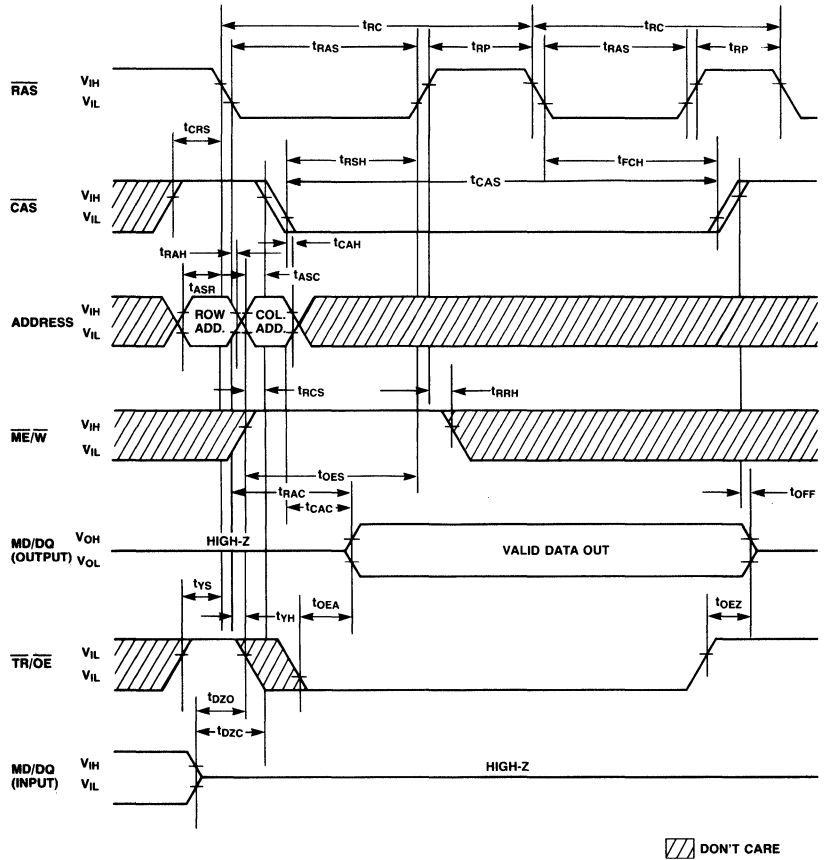 tRC
tRC
tRAS
tRP
tRAS
tRP
RAS
VIH
VIL
tCRS
tRSH
tFCH
tCAS
CAS
VIH
VIL
tRAH
tCAH
tASR
tASC
ADDRESS
VIH
VIL
ROW
ADD.
COL.
ADD.
tRCS
tRRH
ME/W
VIH
VIL
tOES
tRAC
tCAC
tOFF
MD/DQ
(OUTPUT)
VOH
VOL
HIGH-Z
VALID DATA OUT
tYS
tYH
tOEA
tOEZ
TR/OE
VIL
VIL
tDZO
tDZC
MD/DQ
(INPUT)
VIH
VIL
HIGH-Z
DON'T CARE